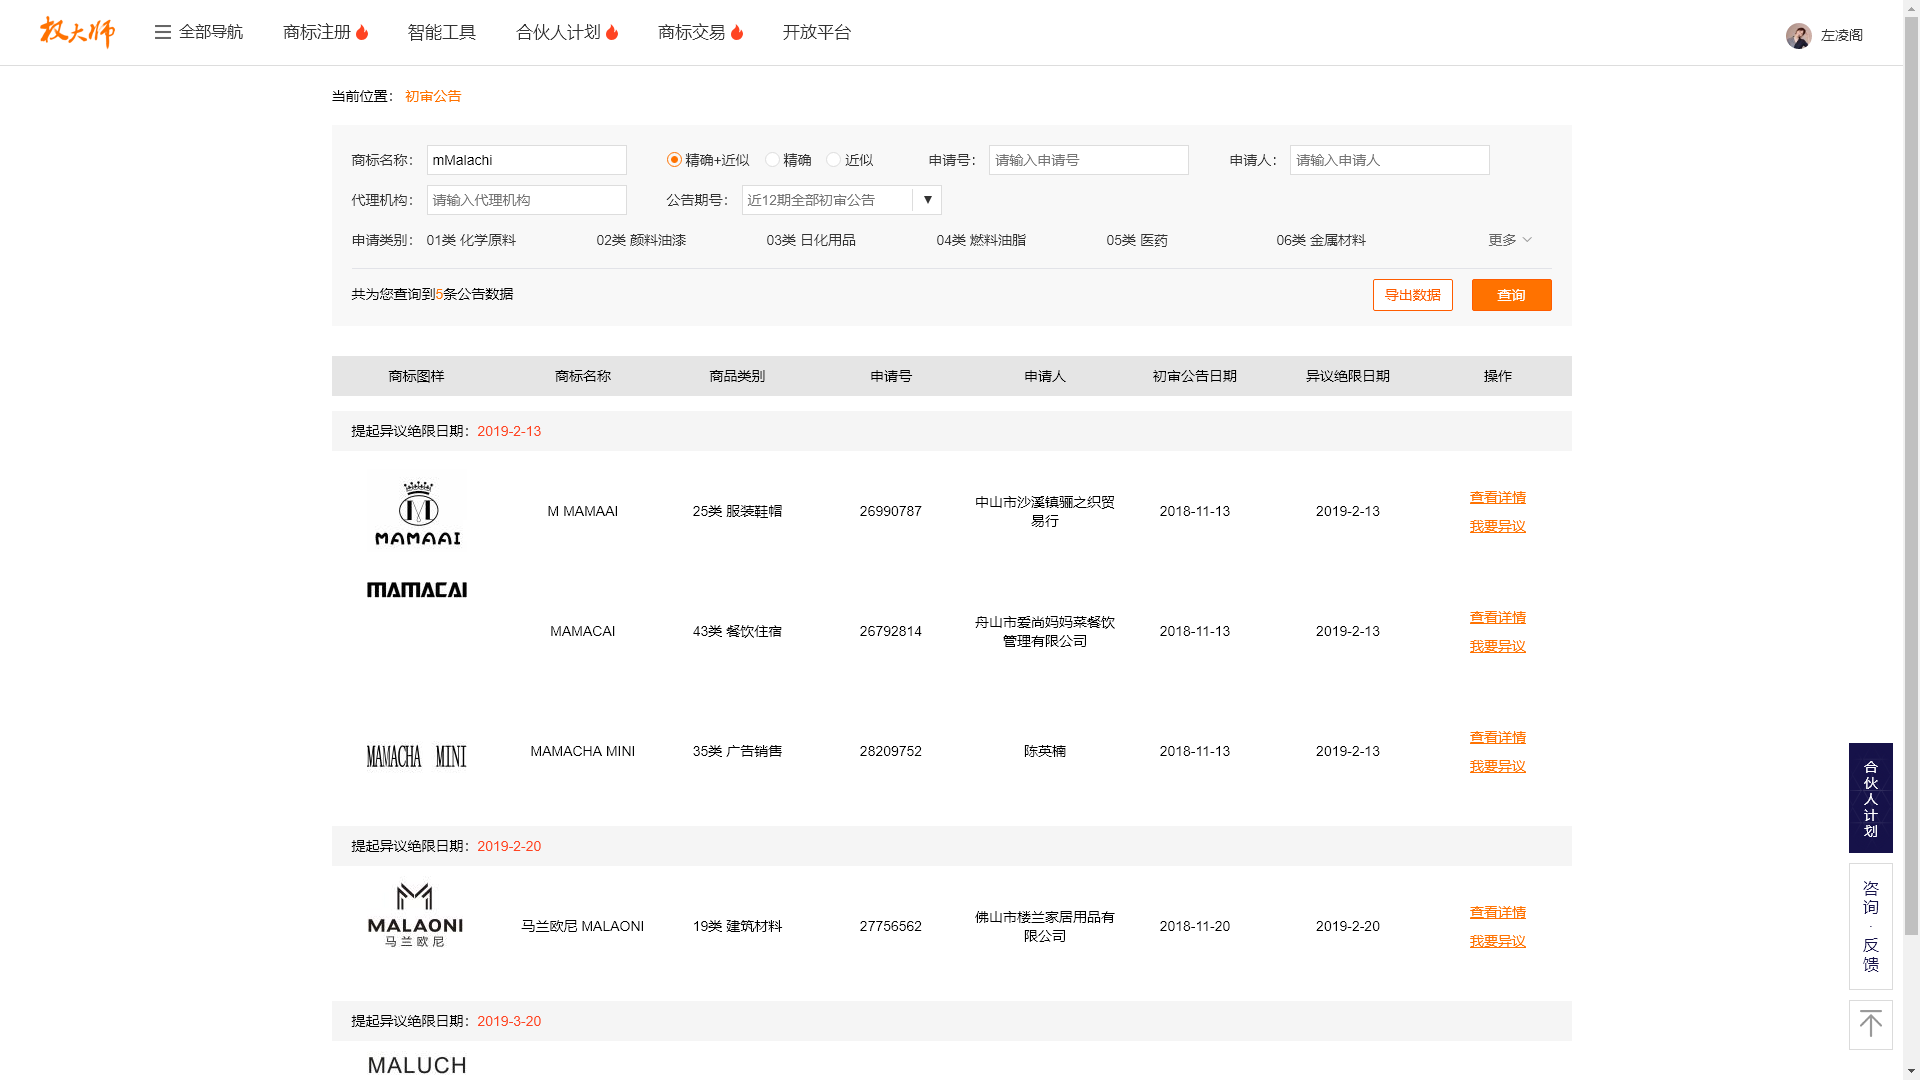 权大师 全部导航 商标注册 智能工具 合伙人计划 商标交易 开放平台 左凌阁
当前位置： 初审公告
商标名称： mMalachi 精确+近似 精确 近似 申请号： 请输入申请号 申请人： 请输入申请人
代理机构： 请输入代理机构 公告期号： 近12期全部初审公告 ▼
申请类别： 01类 化学原料 02类 颜料油漆 03类 日化用品 04类 燃料油脂 05类 医药 06类 金属材料 更多
共为您查询到5条公告数据 导出数据 查询
商标图样 商标名称 商品类别 申请号 申请人 初审公告日期 异议绝限日期 操作
提起异议绝限日期：2019-2-13
M
MAMAAI
M MAMAAI 25类 服装鞋帽 26990787 中山市沙溪镇骊之织贸
易行
2018-11-13 2019-2-13 查看详情
我要异议
MAMACAI
MAMACAI 43类 餐饮住宿 26792814 舟山市爱尚妈妈菜餐饮
管理有限公司
2018-11-13 2019-2-13 查看详情
我要异议
MAMACHA MINI
MAMACHA MINI 35类 广告销售 28209752 陈英楠 2018-11-13 2019-2-13 查看详情
我要异议
提起异议绝限日期：2019-2-20
MALAONI
马兰欧尼
马兰欧尼 MALAONI 19类 建筑材料 27756562 佛山市楼兰家居用品有
限公司
2018-11-20 2019-2-20 查看详情
我要异议
提起异议绝限日期：2019-3-20
MALUCH
合伙人计划
咨询·反馈